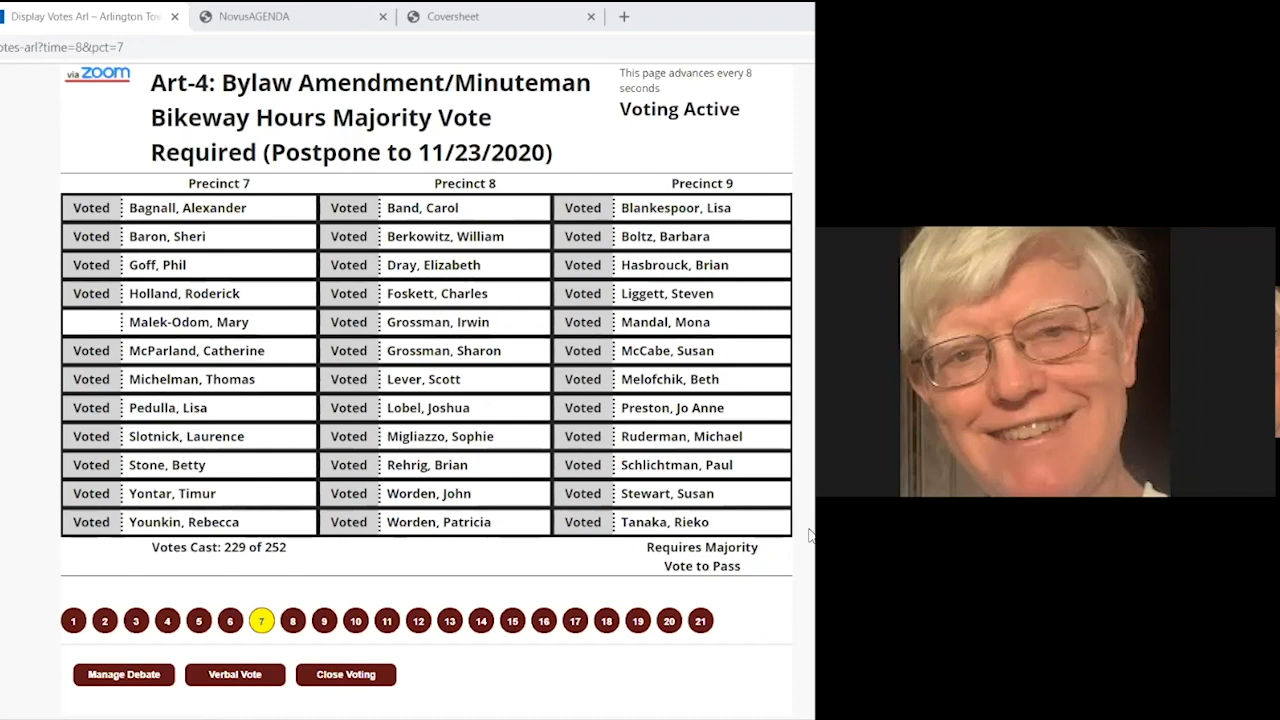 Display Votes Arl – Arlington Tow
NovusAGENDA
Coversheet
otes-arl?time=8&pct=7
via zoom
Art-4: Bylaw Amendment/Minuteman
Bikeway Hours Majority Vote
Required (Postpone to 11/23/2020)
This page advances every 8
seconds
Voting Active
Precinct 7 Precinct 8 Precinct 9
Voted Bagnall, Alexander Voted Band, Carol Voted Blankespoor, Lisa
Voted Baron, Sheri Voted Berkowitz, William Voted Boltz, Barbara
Voted Goff, Phil Voted Dray, Elizabeth Voted Hasbrouck, Brian
Voted Holland, Roderick Voted Foskett, Charles Voted Liggett, Steven
Malek-Odom, Mary Voted Grossman, Irwin Voted Mandal, Mona
Voted McParland, Catherine Voted Grossman, Sharon Voted McCabe, Susan
Voted Michelman, Thomas Voted Lever, Scott Voted Melofchik, Beth
Voted Pedulla, Lisa Voted Lobel, Joshua Voted Preston, Jo Anne
Voted Slotnick, Laurence Voted Migliazzo, Sophie Voted Ruderman, Michael
Voted Stone, Betty Voted Rehrig, Brian Voted Schlichtman, Paul
Voted Yontar, Timur Voted Worden, John Voted Stewart, Susan
Voted Younkin, Rebecca Voted Worden, Patricia Voted Tanaka, Rieko
Votes Cast: 229 of 252
Requires Majority
Vote to Pass
1 2 3 4 5 6 7 8 9 10 11 12 13 14 15 16 17 18 19 20 21
Manage Debate Verbal Vote Close Voting